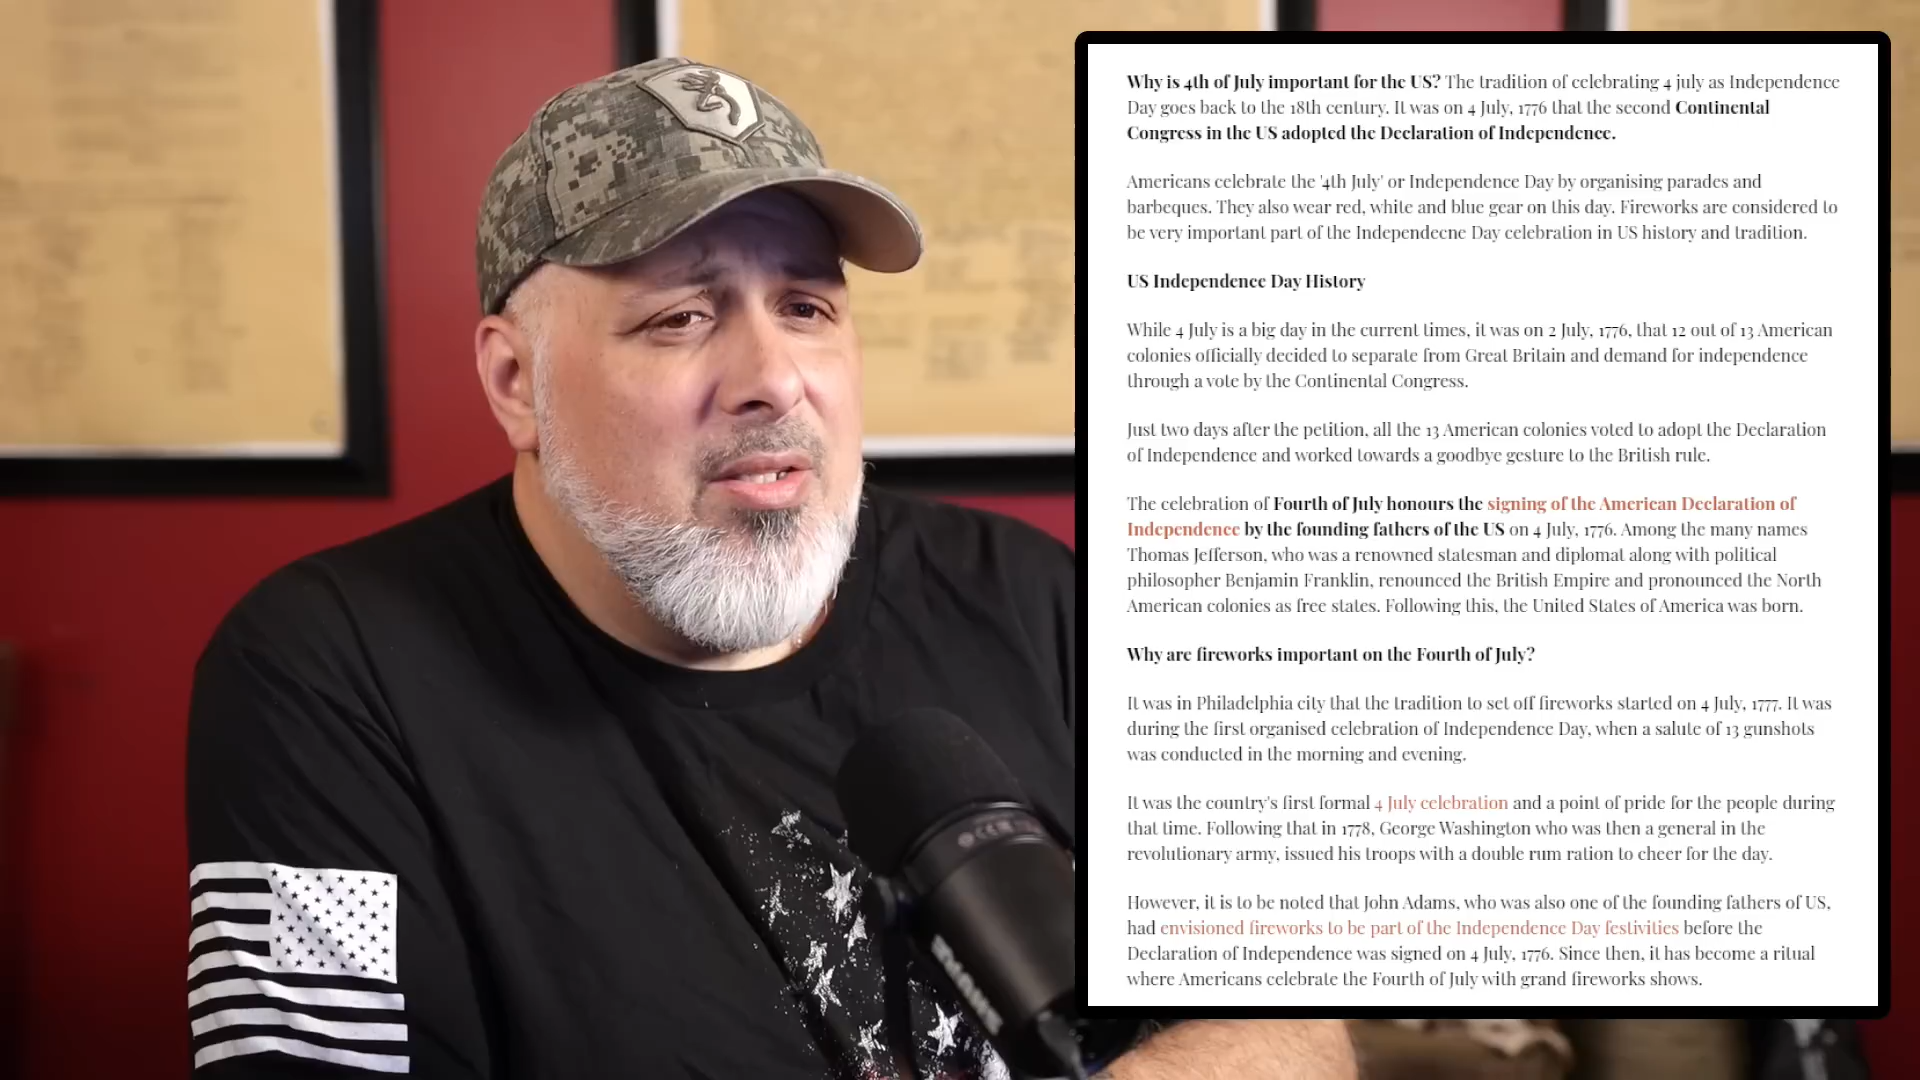 Why is 4th of July important for the US? The tradition of celebrating 4 july as Independence
Day goes back to the 18th century. It was on 4 July, 1776 that the second Continental
Congress in the US adopted the Declaration of Independence.
Americans celebrate the '4th July' or Independence Day by organising parades and
barbeques. They also wear red, white and blue gear on this day. Fireworks are considered to
be very important part of the Independecne Day celebration in US history and tradition.
US Independence Day History
While 4 July is a big day in the current times, it was on 2 July, 1776, that 12 out of 13 American
colonies officially decided to separate from Great Britain and demand for independence
through a vote by the Continental Congress.
Just two days after the petition, all the 13 American colonies voted to adopt the Declaration
of Independence and worked towards a goodbye gesture to the British rule.
The celebration of Fourth of July honours the signing of the American Declaration of
Independence by the founding fathers of the US on 4 July, 1776. Among the many names
Thomas Jefferson, who was a renowned statesman and diplomat along with political
philosopher Benjamin Franklin, renounced the British Empire and pronounced the North
American colonies as free states. Following this, the United States of America was born.
Why are fireworks important on the Fourth of July?
It was in Philadelphia city that the tradition to set off fireworks started on 4 July, 1777. It was
during the first organised celebration of Independence Day, when a salute of 13 gunshots
was conducted in the morning and evening.
It was the country's first formal 4 July celebration and a point of pride for the people during
that time. Following that in 1778, George Washington who was then a general in the
revolutionary army, issued his troops with a double rum ration to cheer for the day.
However, it is to be noted that John Adams, who was also one of the founding fathers of US,
had envisioned fireworks to be part of the Independence Day festivities before the
Declaration of Independence was signed on 4 July, 1776. Since then, it has become a ritual
where Americans celebrate the Fourth of July with grand fireworks shows.